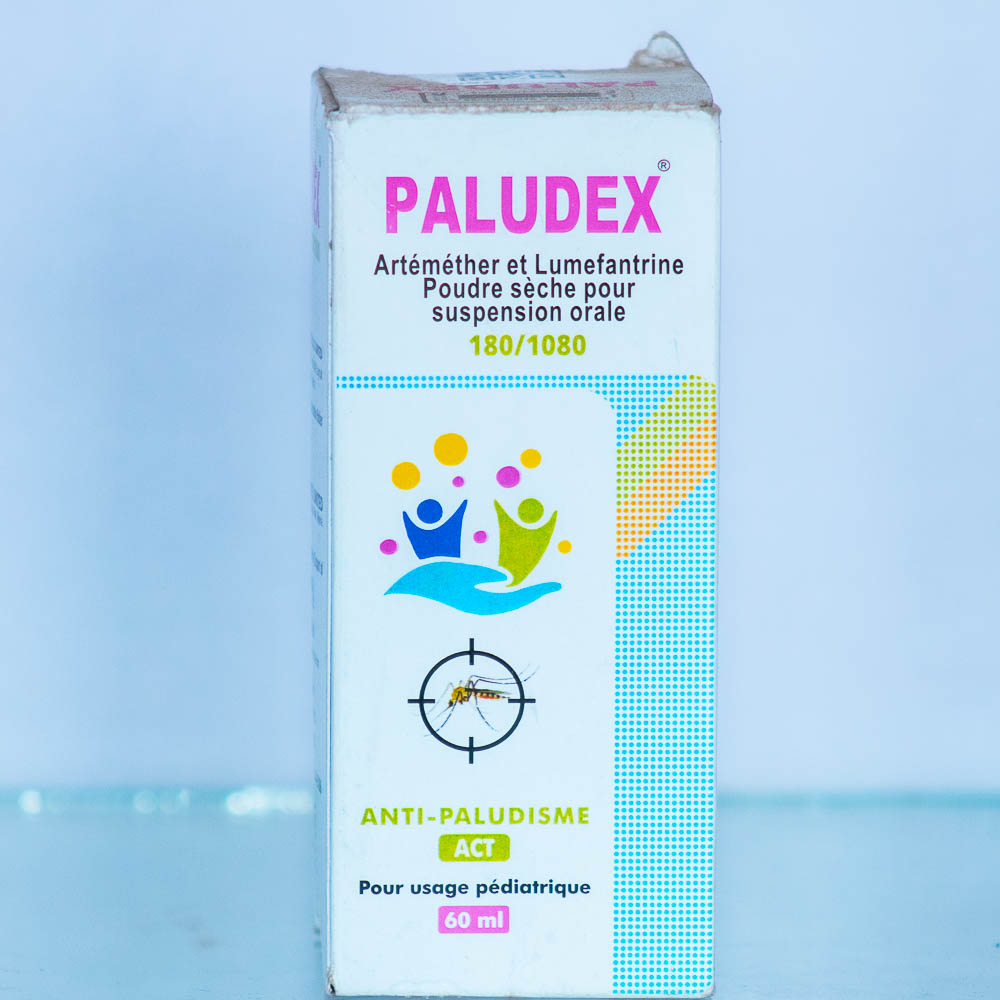 PALUDEX
PALUDEX®
Artéméther et Lumefantrine
Poudre sèche pour
suspension orale
180/1080
ANTI-PALUDISME
ACT
Pour usage pédiatrique
60 ml